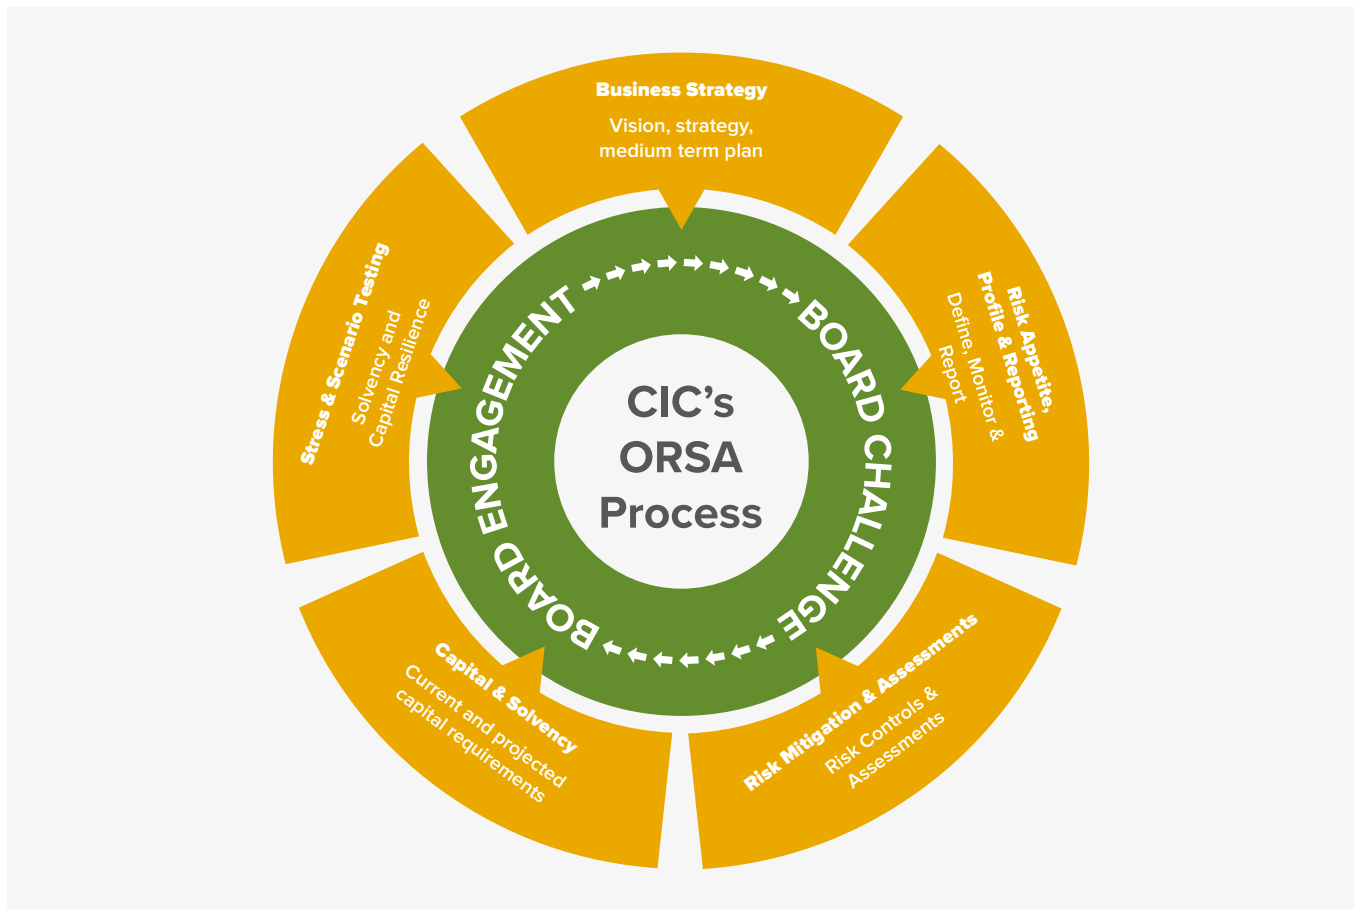 Business Strategy
Vision, strategy,
medium term plan
Risk Appetite,
Profile & Reporting
Define, Monitor &
Report
Risk Mitigation & Assessments
Risk Controls &
Assessments
Capital & Solvency
Current and projected
capital requirements
Stress & Scenario Testing
Solvency and
Capital Resilience
BOARD ENGAGEMENT
BOARD CHALLENGE
CIC’s
ORSA
Process